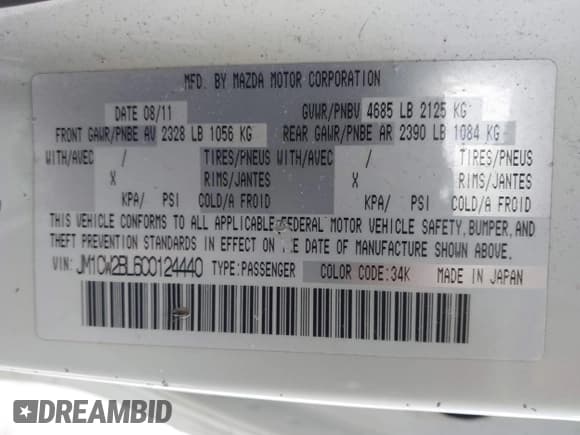 MFD. BY MAZDA MOTOR CORPORATION
DATE 08/11 GVWR/PNBV 4685 LB 2125 KG
FRONT GAWR/PNBE AV 2328 LB 1056 KG REAR GAWR/PNBE AR 2390 LB 1084 KG
WITH/AVEC / TIRES/PNEUS WITH/AVEC / TIRES/PNEUS
X RIMS/JANTES X RIMS/JANTES
KPA/ PSI COLD/A FROID KPA/ PSI COLD/A FROID
THIS VEHICLE CONFORMS TO ALL APPLICABLE FEDERAL MOTOR VEHICLE SAFETY, BUMPER, AND
THEFT PREVENTION STANDARDS IN EFFECT ON THE DATE OF MANUFACTURE SHOWN ABOVE.
VIN: JM1CW2BL6C0124440 TYPE:PASSENGER COLOR CODE:34K MADE IN JAPAN
DREAMBID